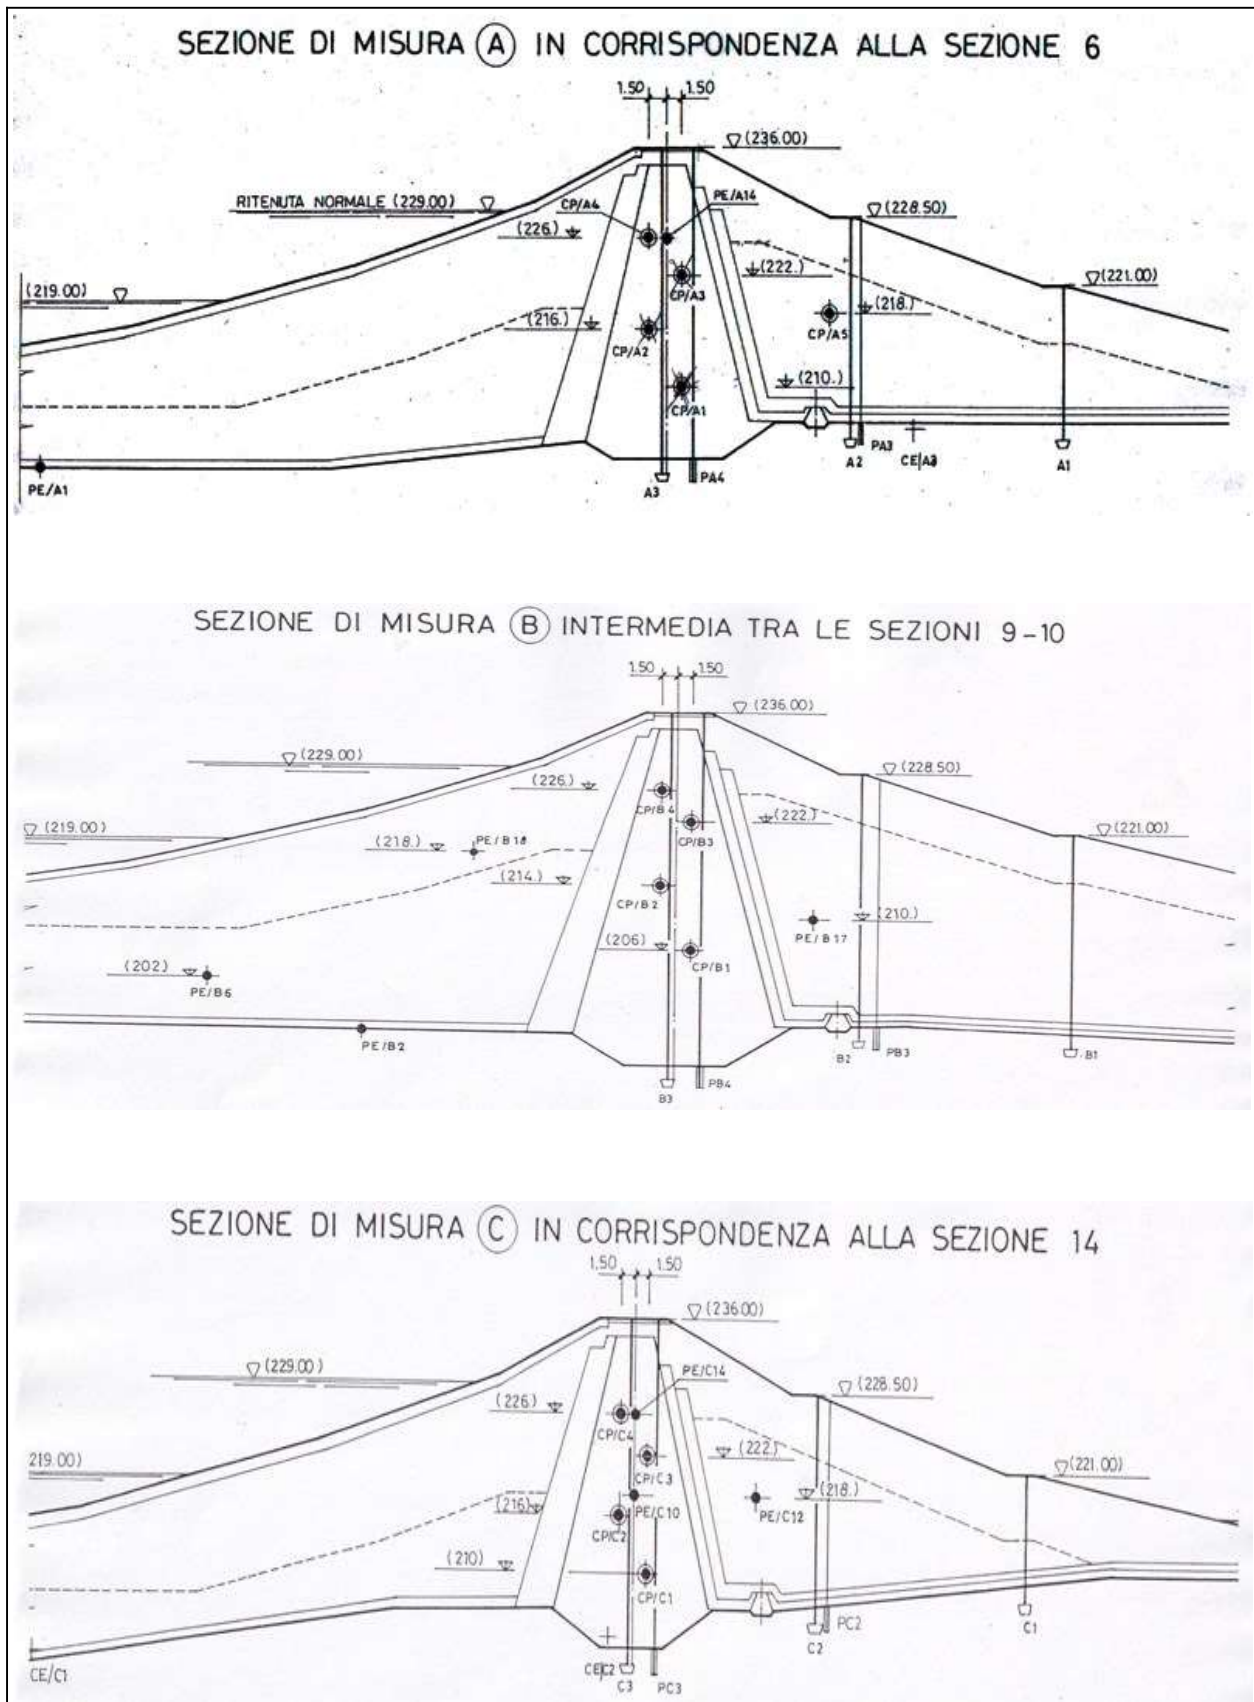 SEZIONE DI MISURA A IN CORRISPONDENZA ALLA SEZIONE 6
1.50 1.50
(236.00)
RITENUTA NORMALE (229.00)
CP/A4
PE/A14
(228.50)
(226.)
(222.)
(221.00)
(219.00)
CP/A3
(216.)
(218.)
CP/A2
CP/A5
(210.)
CP/A1
PE/A1
A3
PA4
A2
PA3
CE/A3
A1
SEZIONE DI MISURA B INTERMEDIA TRA LE SEZIONI 9-10
1.50 1.50
(236.00)
(229.00)
(228.50)
(226.)
CP/B4
(222.)
(219.00)
(221.00)
(218.)
PE/B18
CP/B3
(214.)
CP/B2
(210.)
PE/B17
(206)
CP/B1
(202)
PE/B6
PE/B2
B3
PB4
B2
PB3
B1
SEZIONE DI MISURA C IN CORRISPONDENZA ALLA SEZIONE 14
1.50 1.50
(236.00)
(229.00)
PE/C14
(228.50)
(226.)
CP/C4
(222.)
219.00)
CP/C3
(221.00)
(216)
PE/C10
(218.)
PE/C12
CP/C2
(210)
CP/C1
CE/C1
CE/C2
C3
PC3
C2
PC2
C1